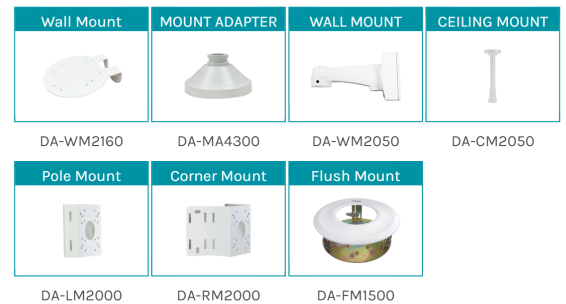 Wall Mount
MOUNT ADAPTER
WALL MOUNT
CEILING MOUNT
DA-WM2160
DA-MA4300
DA-WM2050
DA-CM2050
Pole Mount
Corner Mount
Flush Mount
DA-LM2000
DA-RM2000
DA-FM1500